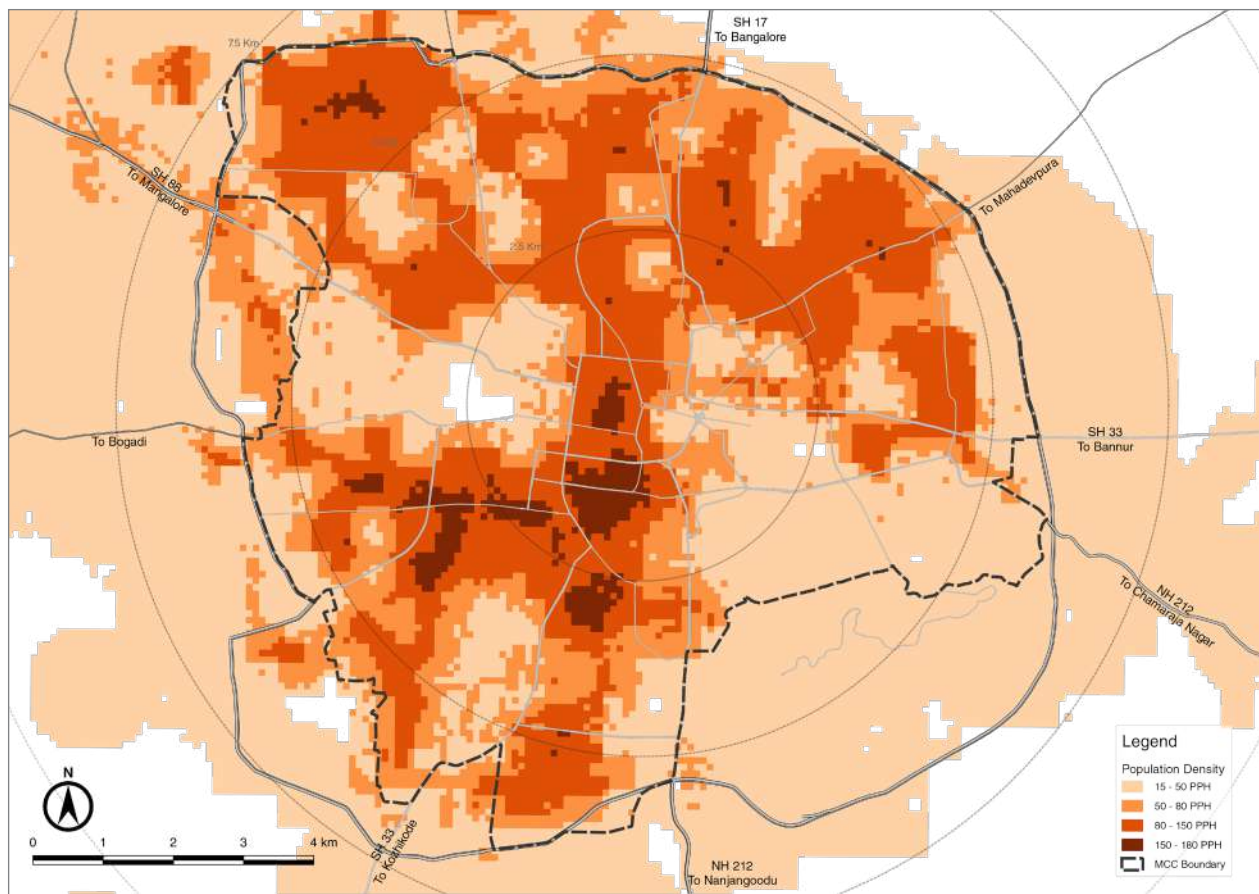 SH 17
To Bangalore
7.5 Km
SH 88
To Mangalore
To Mahadevpura
2.5 Km
To Bogadi
SH 33
To Bannur
NH 212
To Chamaraja Nagar
N
0 1 2 3 4 km
SH 33
To Kozhikode
NH 212
To Nanjangoodu
Legend
Population Density
15 - 50 PPH
50 - 80 PPH
80 - 150 PPH
150 - 180 PPH
MCC Boundary